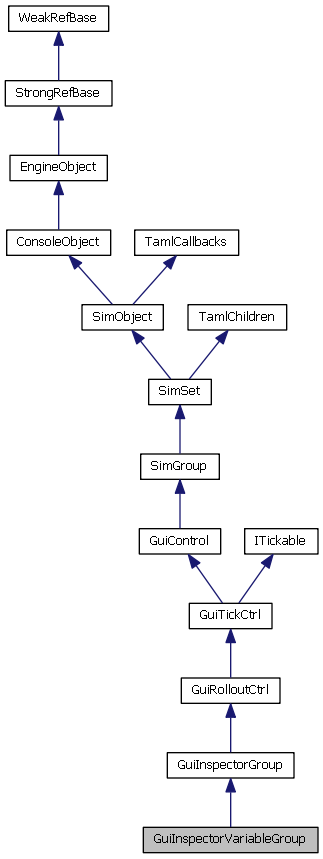 WeakRefBase
StrongRefBase
EngineObject
ConsoleObject
TamlCallbacks
SimObject
TamlChildren
SimSet
SimGroup
GuiControl
ITickable
GuiTickCtrl
GuiRolloutCtrl
GuiInspectorGroup
GuiInspectorVariableGroup